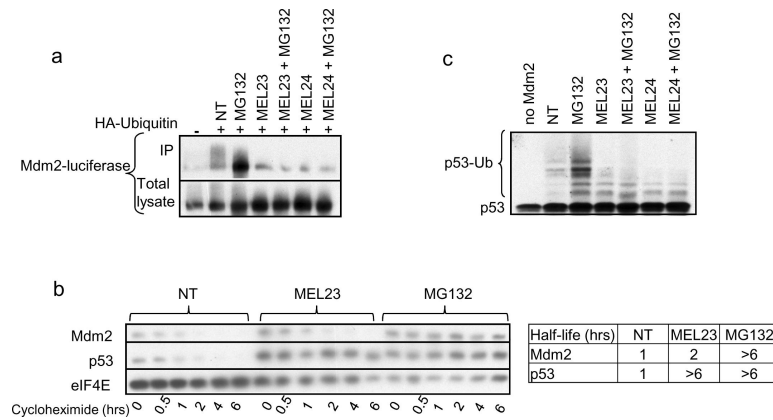 a
HA-Ubiquitin
-
+ NT
+ MG132
+ MEL23
+ MEL23 + MG132
+ MEL24
+ MEL24 + MG132
Mdm2-luciferase
IP
Total
lysate
c
no Mdm2
NT
MG132
MEL23
MEL23 + MG132
MEL24
MEL24 + MG132
p53-Ub
p53
b
NT MEL23 MG132
Mdm2
p53
eIF4E
Cycloheximide (hrs) 0 0.5 1 2 4 6 0 0.5 1 2 4 6 0 0.5 1 2 4 6
Half-life (hrs) NT MEL23 MG132
Mdm2 1 2 >6
p53 1 >6 >6